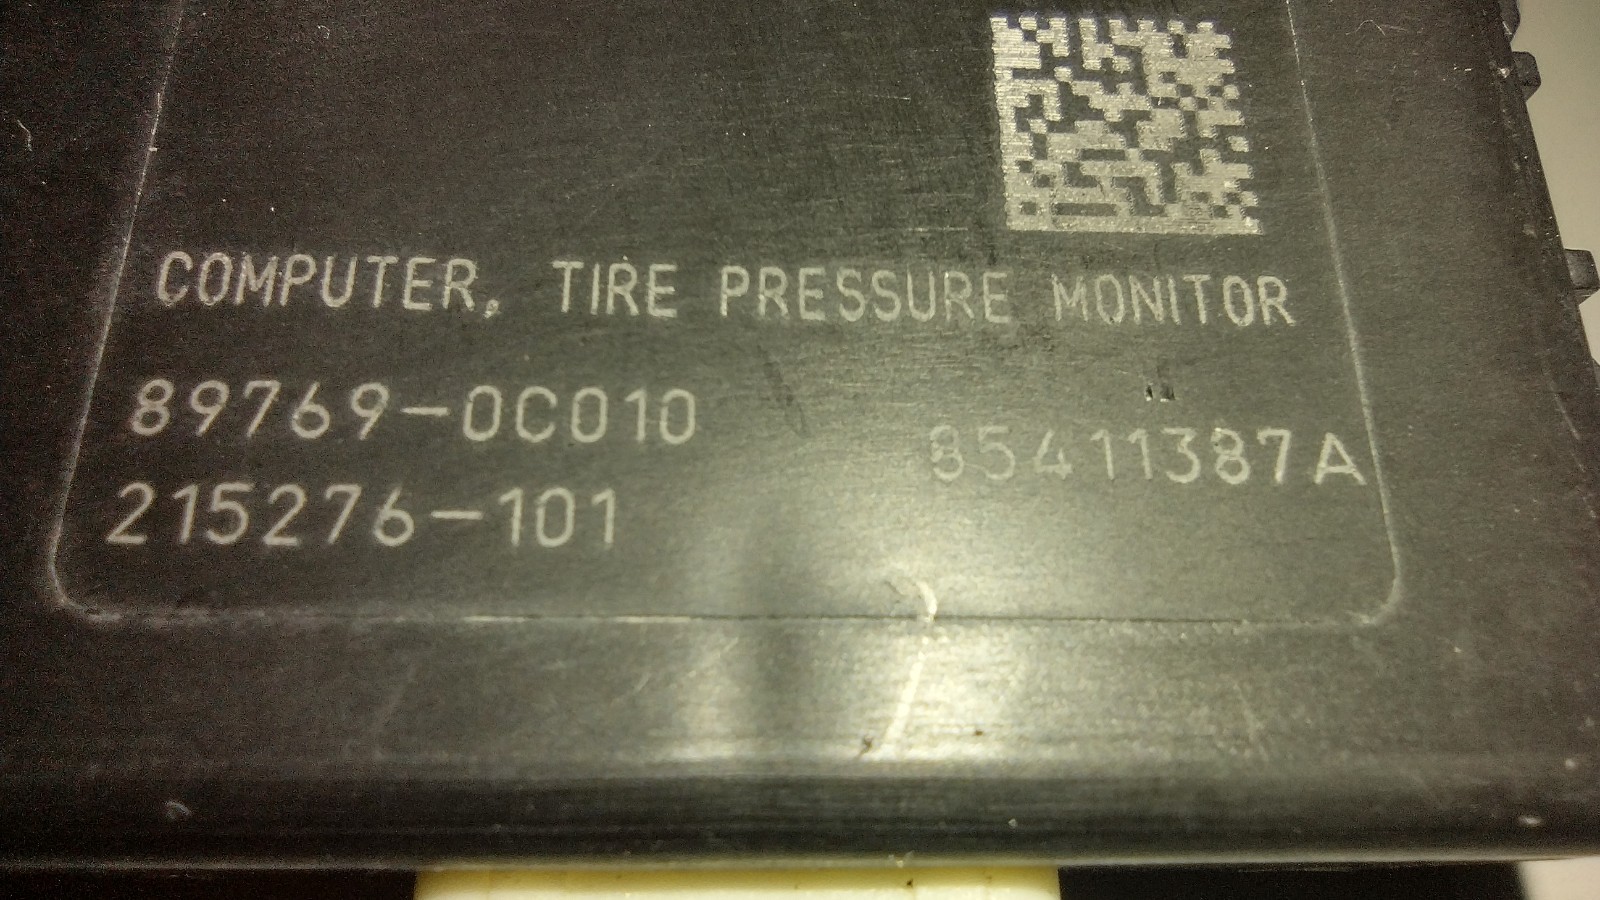 COMPUTER, TIRE PRESSURE MONITOR
89769-0C010
85411387A
215276-101